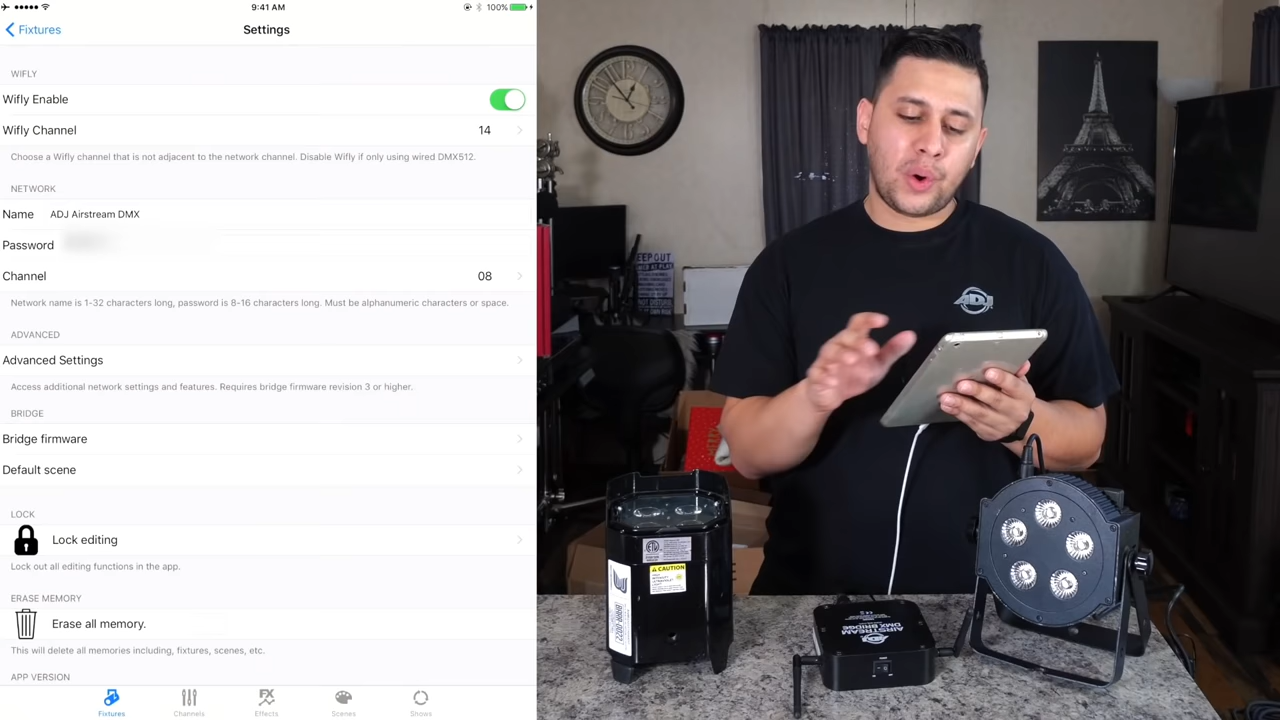 9:41 AM
100%
Fixtures
Settings
WIFLY
Wifly Enable
Wifly Channel 14
Choose a Wifly channel that is not adjacent to the network channel. Disable Wifly if only using wired DMX512.
NETWORK
Name ADJ Airstream DMX
Password
Channel 08
Network name is 1-32 characters long, password is 8-16 characters long. Must be alphanumeric characters or space.
ADVANCED
Advanced Settings
Access additional network settings and features. Requires bridge firmware revision 3 or higher.
BRIDGE
Bridge firmware
Default scene
LOCK
Lock editing
Lock out all editing functions in the app.
ERASE MEMORY
Erase all memory.
This will delete all memories including, fixtures, scenes, etc.
APP VERSION
Fixtures
Channels
FX
Effects
Scenes
Shows
KEEP OUT
ADJ
CAUTION
AIRSTREAM
DMX BRIDGE
ADJ